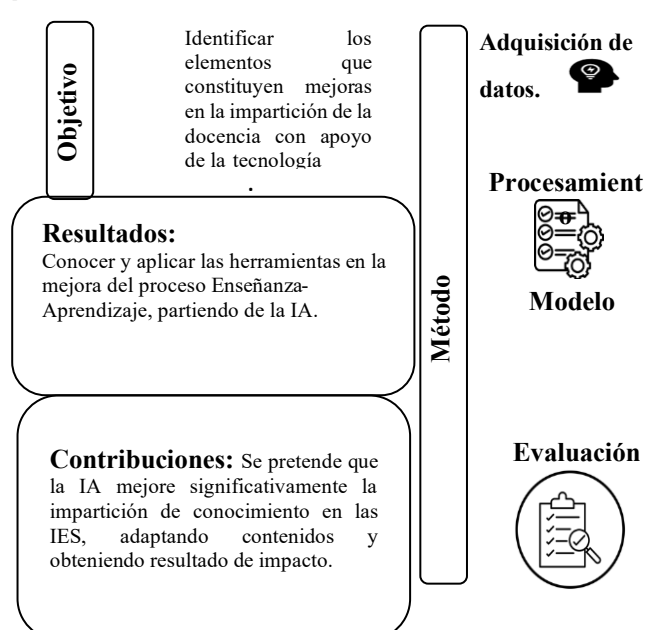 Objetivo
Identificar los
elementos que
constituyen mejoras
en la impartición de la
docencia con apoyo
de la tecnología
.
Resultados:
Conocer y aplicar las herramientas en la
mejora del proceso Enseñanza-
Aprendizaje, partiendo de la IA.
Contribuciones: Se pretende que
la IA mejore significativamente la
impartición de conocimiento en las
IES, adaptando contenidos y
obteniendo resultado de impacto.
Método
Adquisición de
datos.
Procesamient
o
Modelo
Evaluación